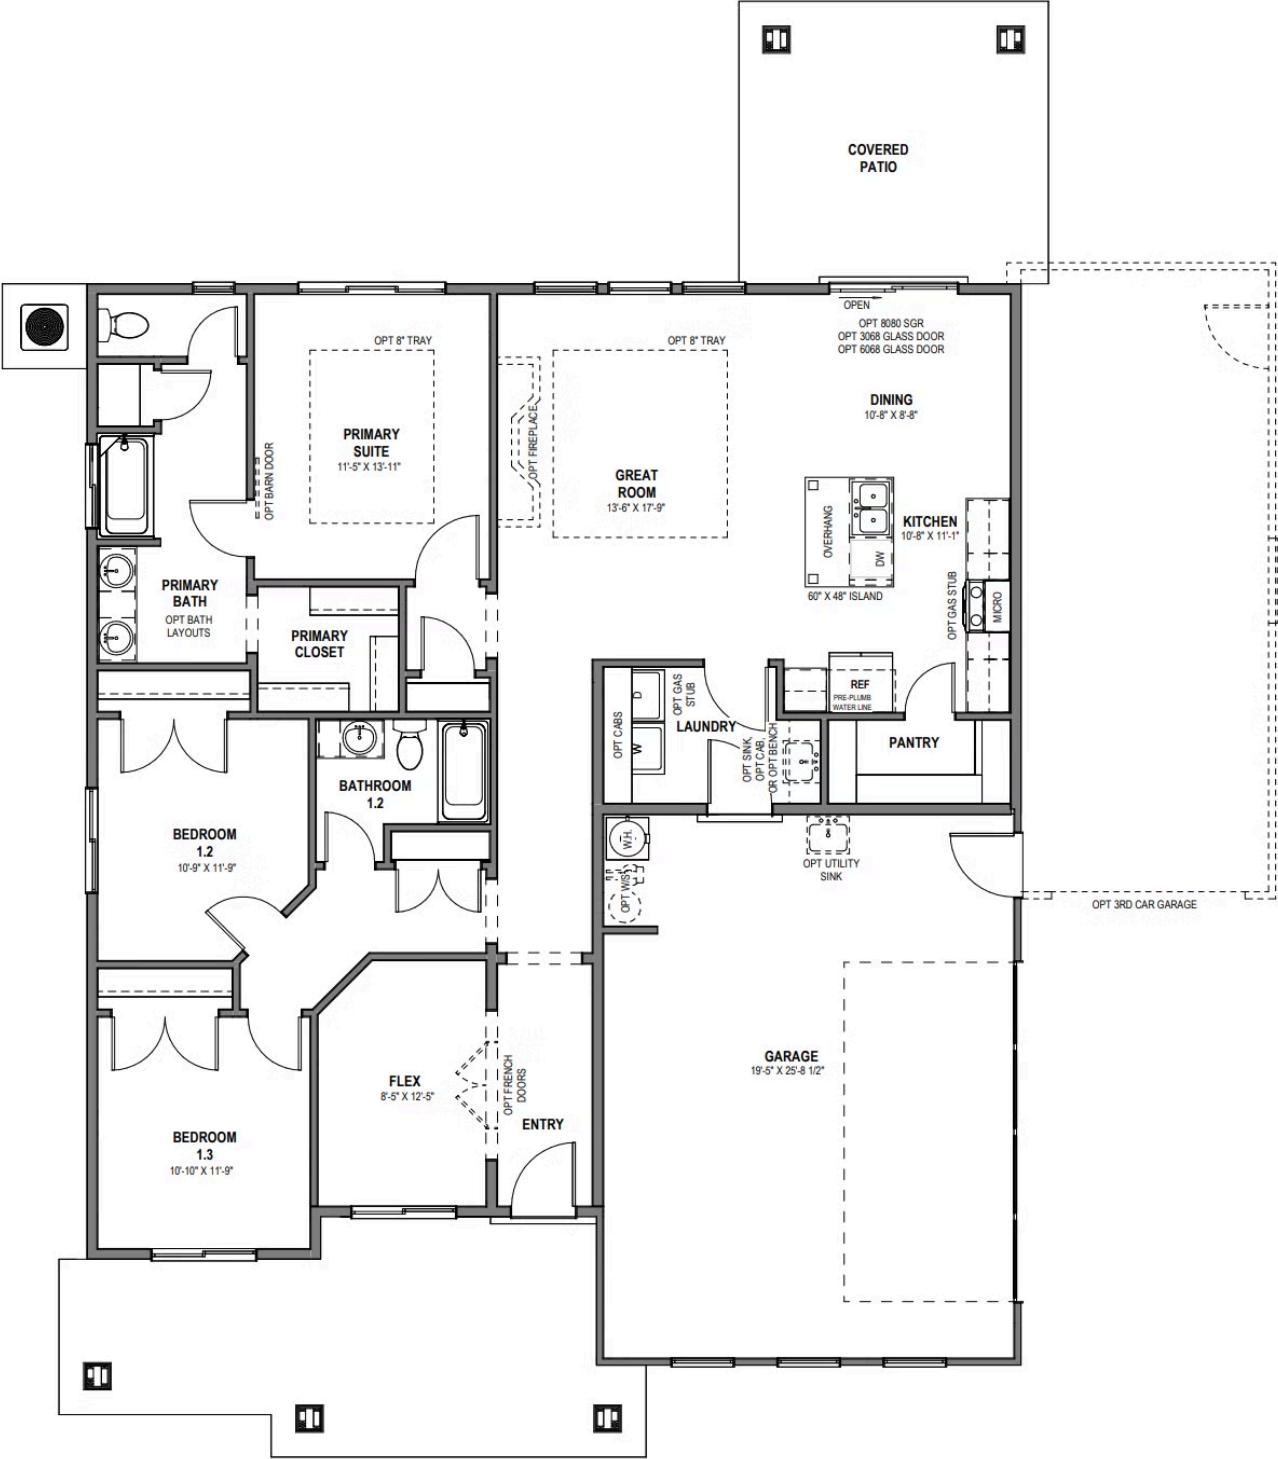 COVERED
PATIO
OPEN
OPT 8080 SGR
OPT 3068 GLASS DOOR
OPT 6068 GLASS DOOR
OPT 8" TRAY
OPT 8" TRAY
DINING
10'-8" X 8'-8"
PRIMARY
SUITE
11'-5" X 13'-11"
OPT BARN DOOR
OPT FIREPLACE
GREAT
ROOM
13'-6" X 17'-9"
OVERHANG
DW
KITCHEN
10'-8" X 11'-1"
60" X 48" ISLAND
OPT GAS STUB
MICRO
PRIMARY
BATH
OPT BATH
LAYOUTS
PRIMARY
CLOSET
REF
PRE-PLUMB
WATER LINE
D
W
OPT CABS
OPT GAS
STUB
LAUNDRY
OPT SINK,
OPT CAB,
OR OPT BENCH
PANTRY
BATHROOM
1.2
BEDROOM
1.2
10'-9" X 11'-9"
W.H.
OPT W/S
OPT UTILITY
SINK
OPT 3RD CAR GARAGE
GARAGE
19'-5" X 25'-8 1/2"
FLEX
8'-5" X 12'-5"
OPT FRENCH
DOORS
ENTRY
BEDROOM
1.3
10'-10" X 11'-9"